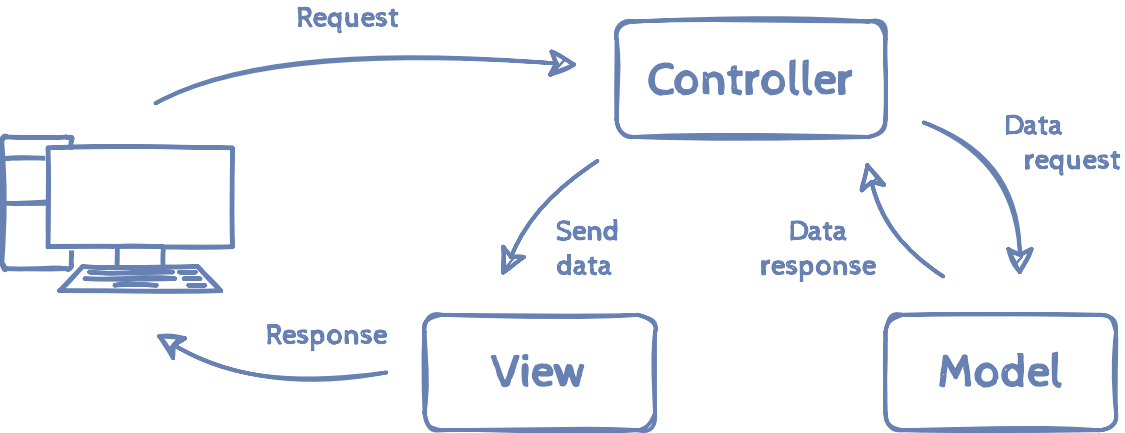 Request
Controller
Data
request
Send
data
Data
response
Response
View
Model